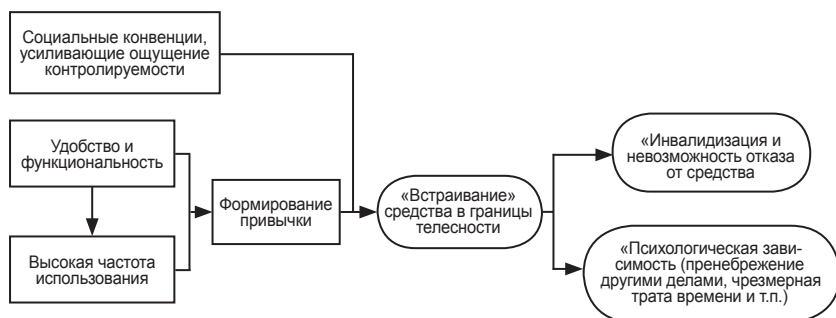 Социальные конвенции,
усиливающие ощущение
контролируемости
Удобство и
функциональность
Высокая частота
использования
Формирование
привычки
«Встраивание»
средства в границы
телесности
«Инвалидизация и
невозможность отказа
от средства
«Психологическая зави-
симость (пренебрежение
другими делами, чрезмерная
трата времени и т.п.)